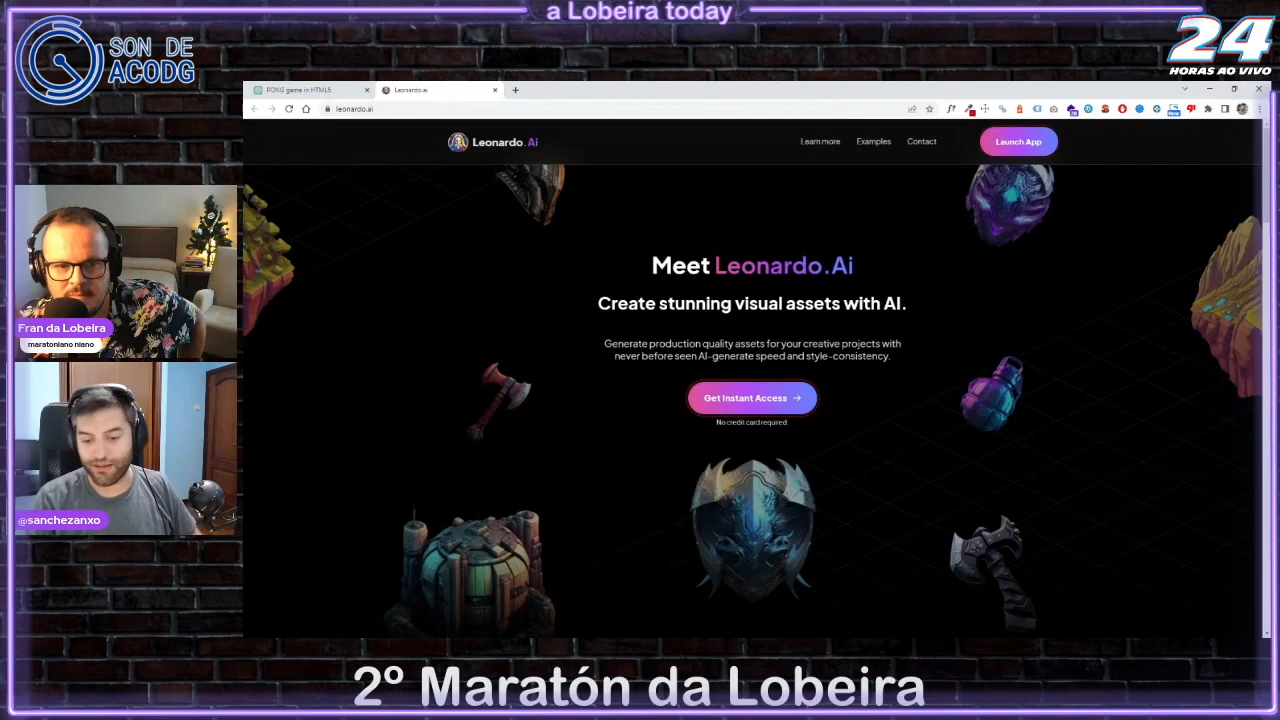 a Lobeira today
SON DE
ACODG
24
HORAS AO VIVO
PONG game in HTML5
Leonardo.ai
leonardo.ai
Leonardo.Ai
Learn more
Examples
Contact
Launch App
Meet Leonardo.Ai
Create stunning visual assets with AI.
Generate production quality assets for your creative projects with
never before seen AI-generate speed and style-consistency.
Get Instant Access →
No credit card required.
Fran da Lobeira
maratoniano niano
@sanchezanxo
2º Maratón da Lobeira